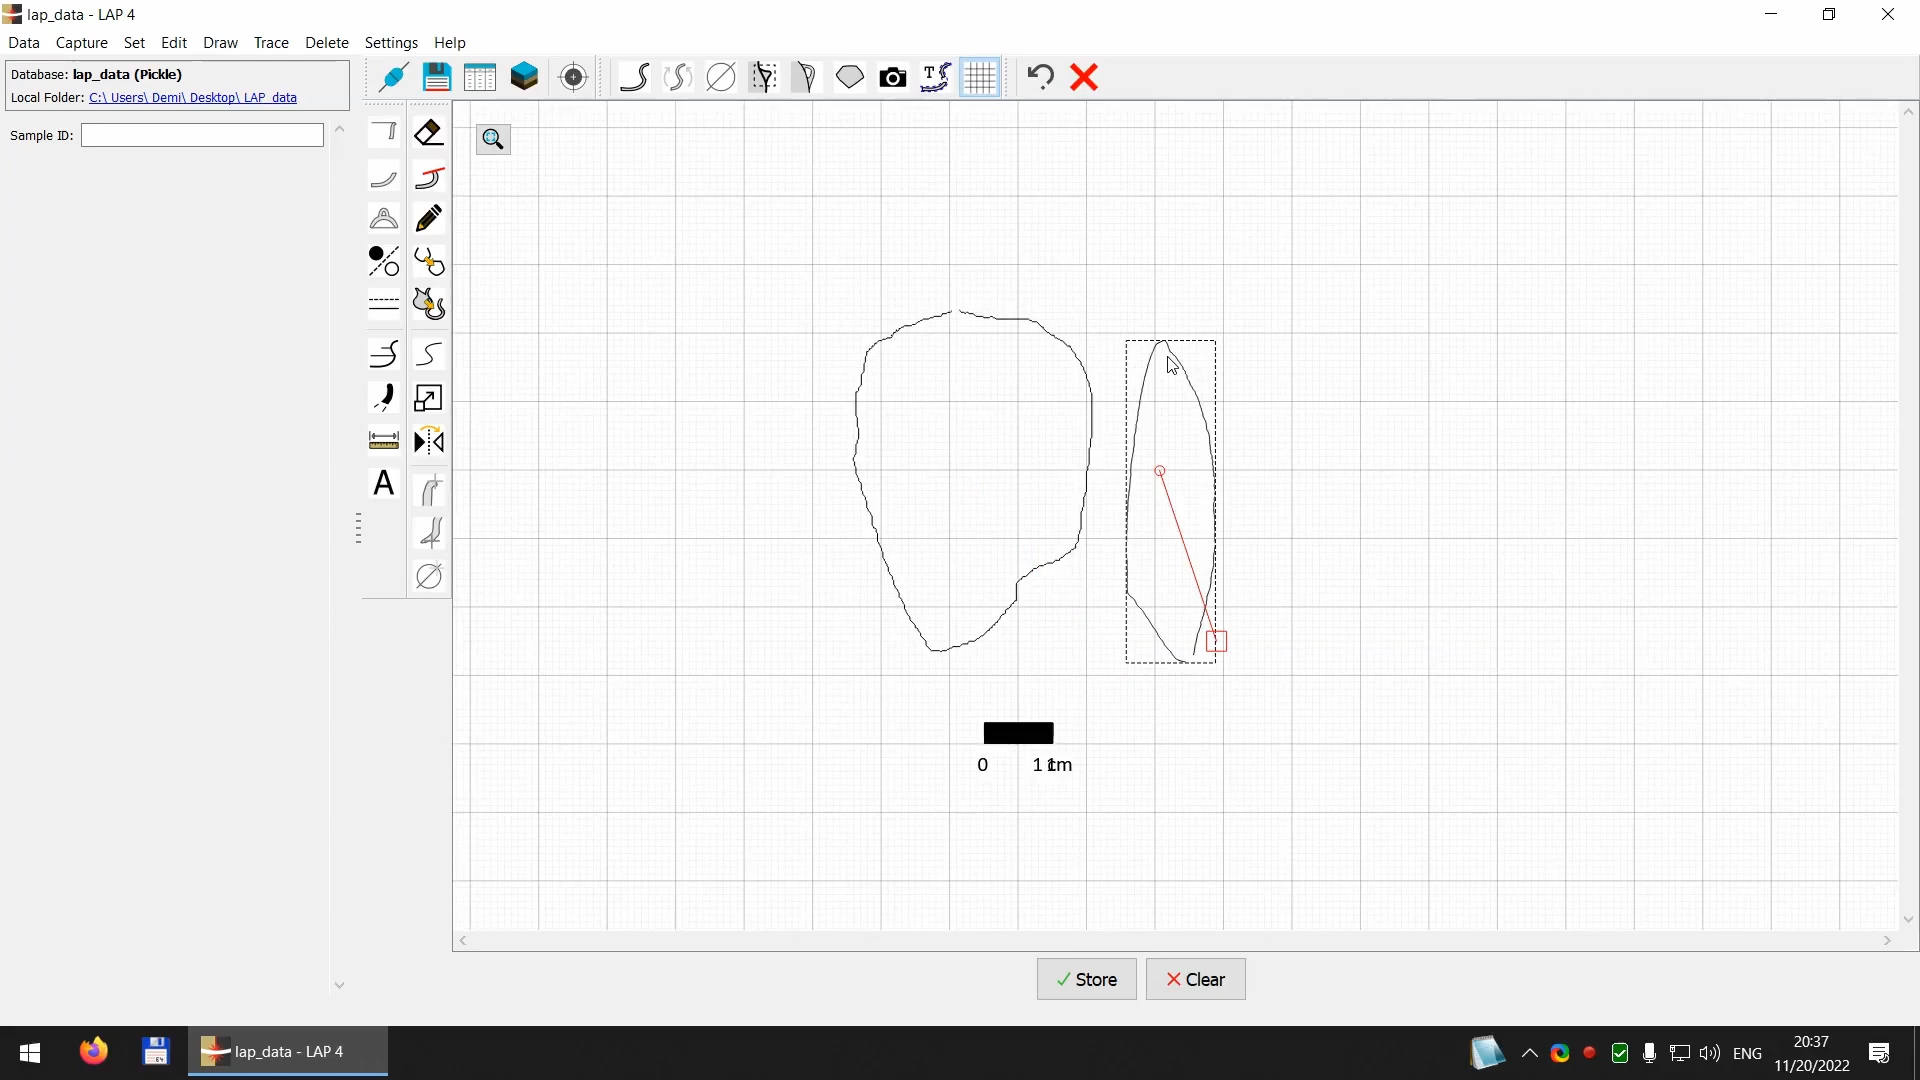 lap_data - LAP 4
Data Capture Set Edit Draw Trace Delete Settings Help
Database: lap_data (Pickle)
Local Folder: C:\ Users\ Demi\ Desktop\ LAP_data
Sample ID:
T
A
0 1 cm
Store Clear
64
lap_data - LAP 4
ENG
20:37
11/20/2022